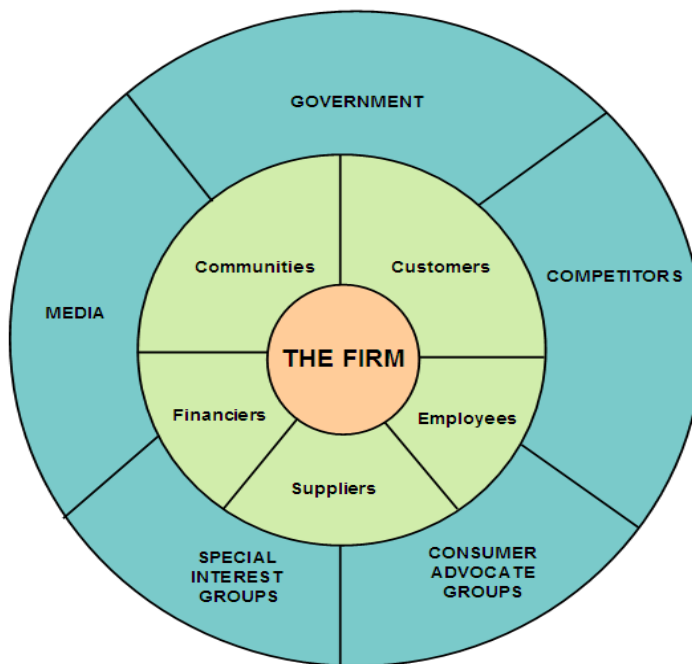 GOVERNMENT
Communities
Customers
COMPETITORS
MEDIA
THE FIRM
Financiers
Employees
Suppliers
SPECIAL
INTEREST
GROUPS
CONSUMER
ADVOCATE
GROUPS